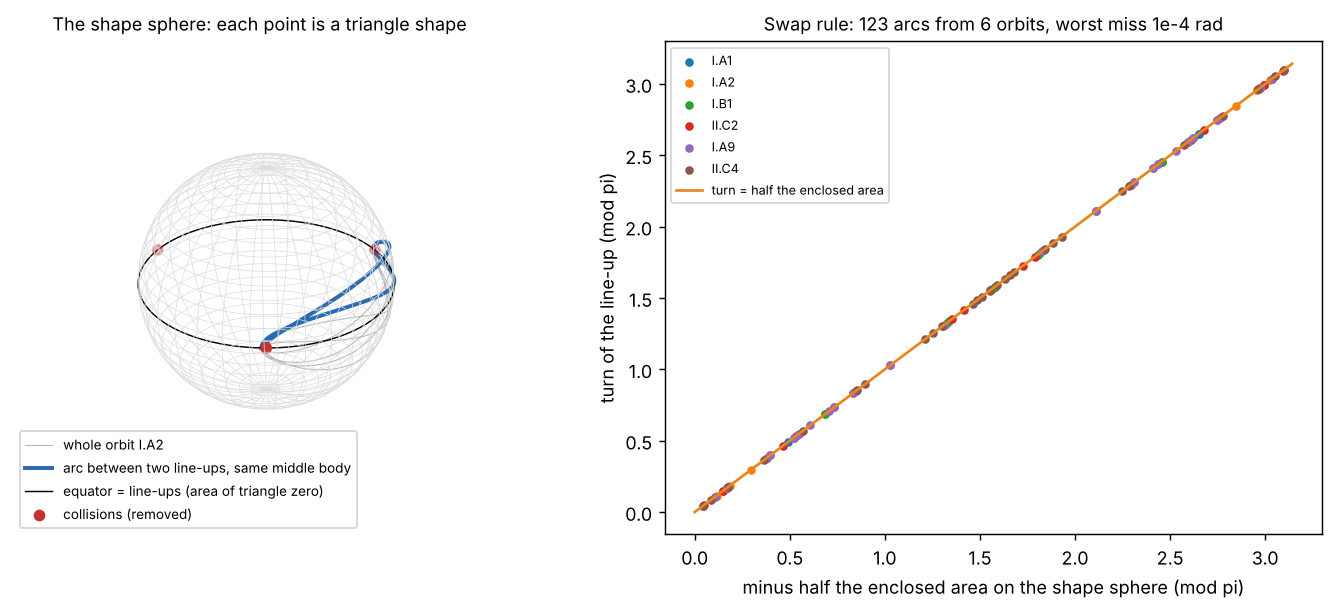 The shape sphere: each point is a triangle shape
whole orbit I.A2
arc between two line-ups, same middle body
equator = line-ups (area of triangle zero)
collisions (removed)
Swap rule: 123 arcs from 6 orbits, worst miss 1e-4 rad
I.A1
I.A2
I.B1
II.C2
I.A9
II.C4
turn = half the enclosed area
turn of the line-up (mod pi)
3.0
2.5
2.0
1.5
1.0
0.5
0.0
0.0 0.5 1.0 1.5 2.0 2.5 3.0
minus half the enclosed area on the shape sphere (mod pi)